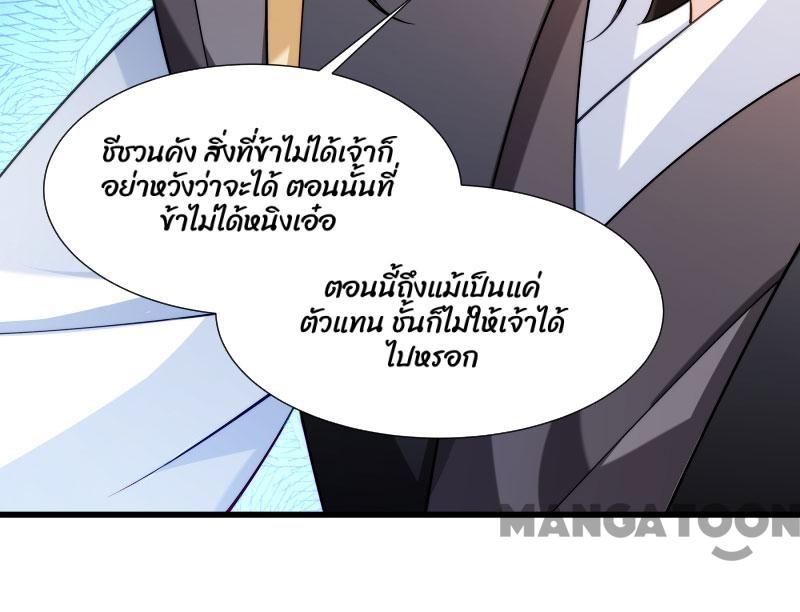 ชีชวนคัง สิ่งที่ข้าไม่ได้เจ้าก็
อย่าหวังว่าจะได้ ตอนนั้นที่
ข้าไม่ได้หนิงเอ๋อ
ตอนนี้ถึงแม้เป็นแค่
ตัวแทน ชั้นก็ไม่ให้เจ้าได้
ไปหรอก
MANGATOON